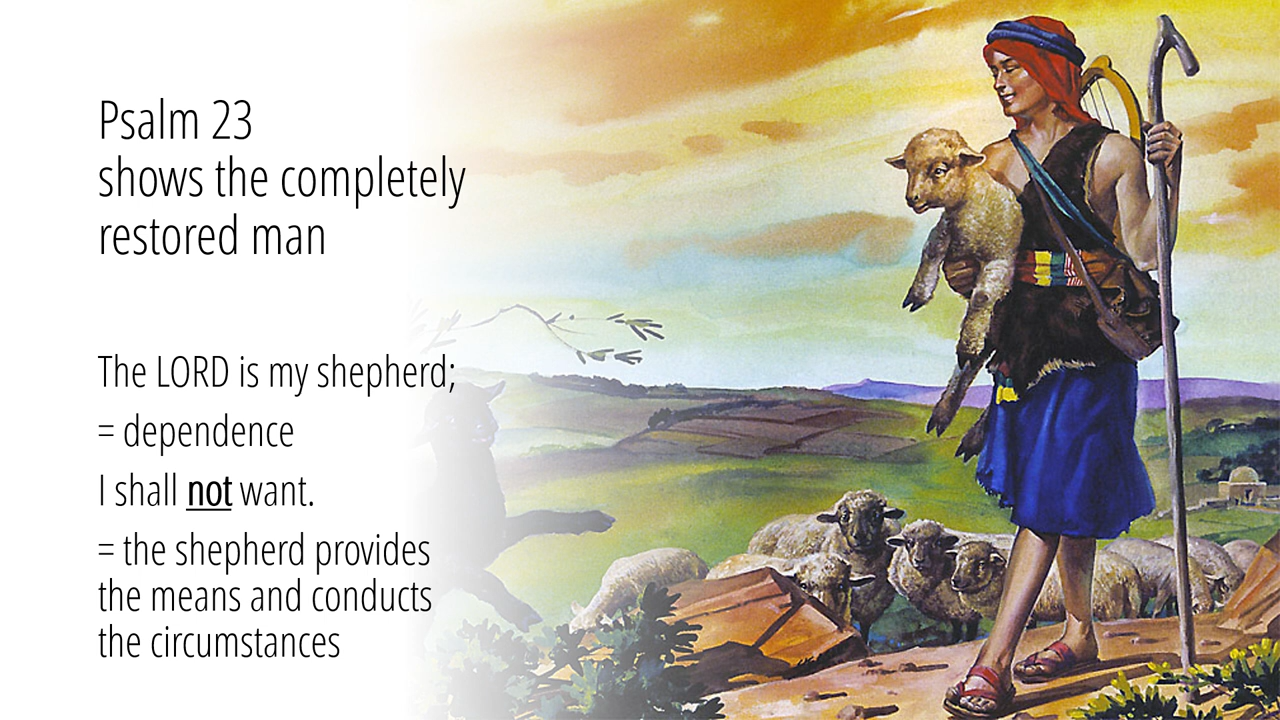 Psalm 23
shows the completely
restored man
The LORD is my shepherd;
= dependence
I shall not want.
= the shepherd provides
the means and conducts
the circumstances